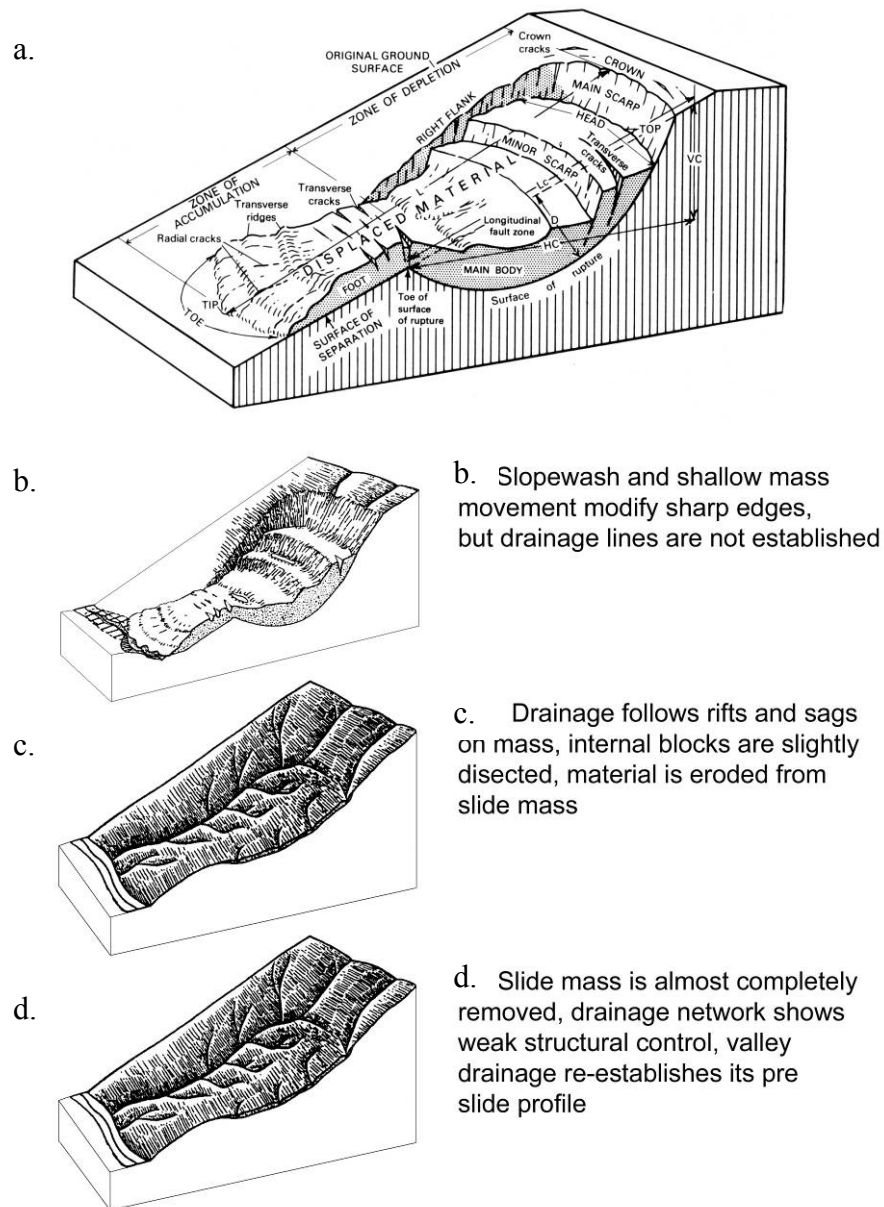 a.
Crown
cracks
CROWN
ORIGINAL GROUND
SURFACE
ZONE OF DEPLETION
MAIN SCARP
RIGHT FLANK
HEAD
TOP
Transverse
cracks
MINOR SCARP
VC
ZONE OF
ACCUMULATION
Transverse
cracks
L
Lc
Transverse
ridges
Radial cracks
DISPLACED MATERIAL
Longitudinal
fault zone
D
HC
MAIN BODY
FOOT
Surface of rupture
TIP
TOE
Toe of
surface
of rupture
SURFACE OF
SEPARATION
b.
b. Slopewash and shallow mass
movement modify sharp edges,
but drainage lines are not established
c.
c. Drainage follows rifts and sags
on mass, internal blocks are slightly
disected, material is eroded from
slide mass
d.
d. Slide mass is almost completely
removed, drainage network shows
weak structural control, valley
drainage re-establishes its pre
slide profile